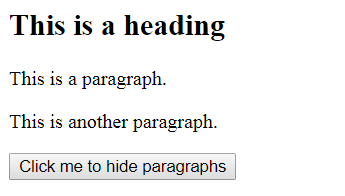 This is a heading
This is a paragraph.
This is another paragraph.
Click me to hide paragraphs